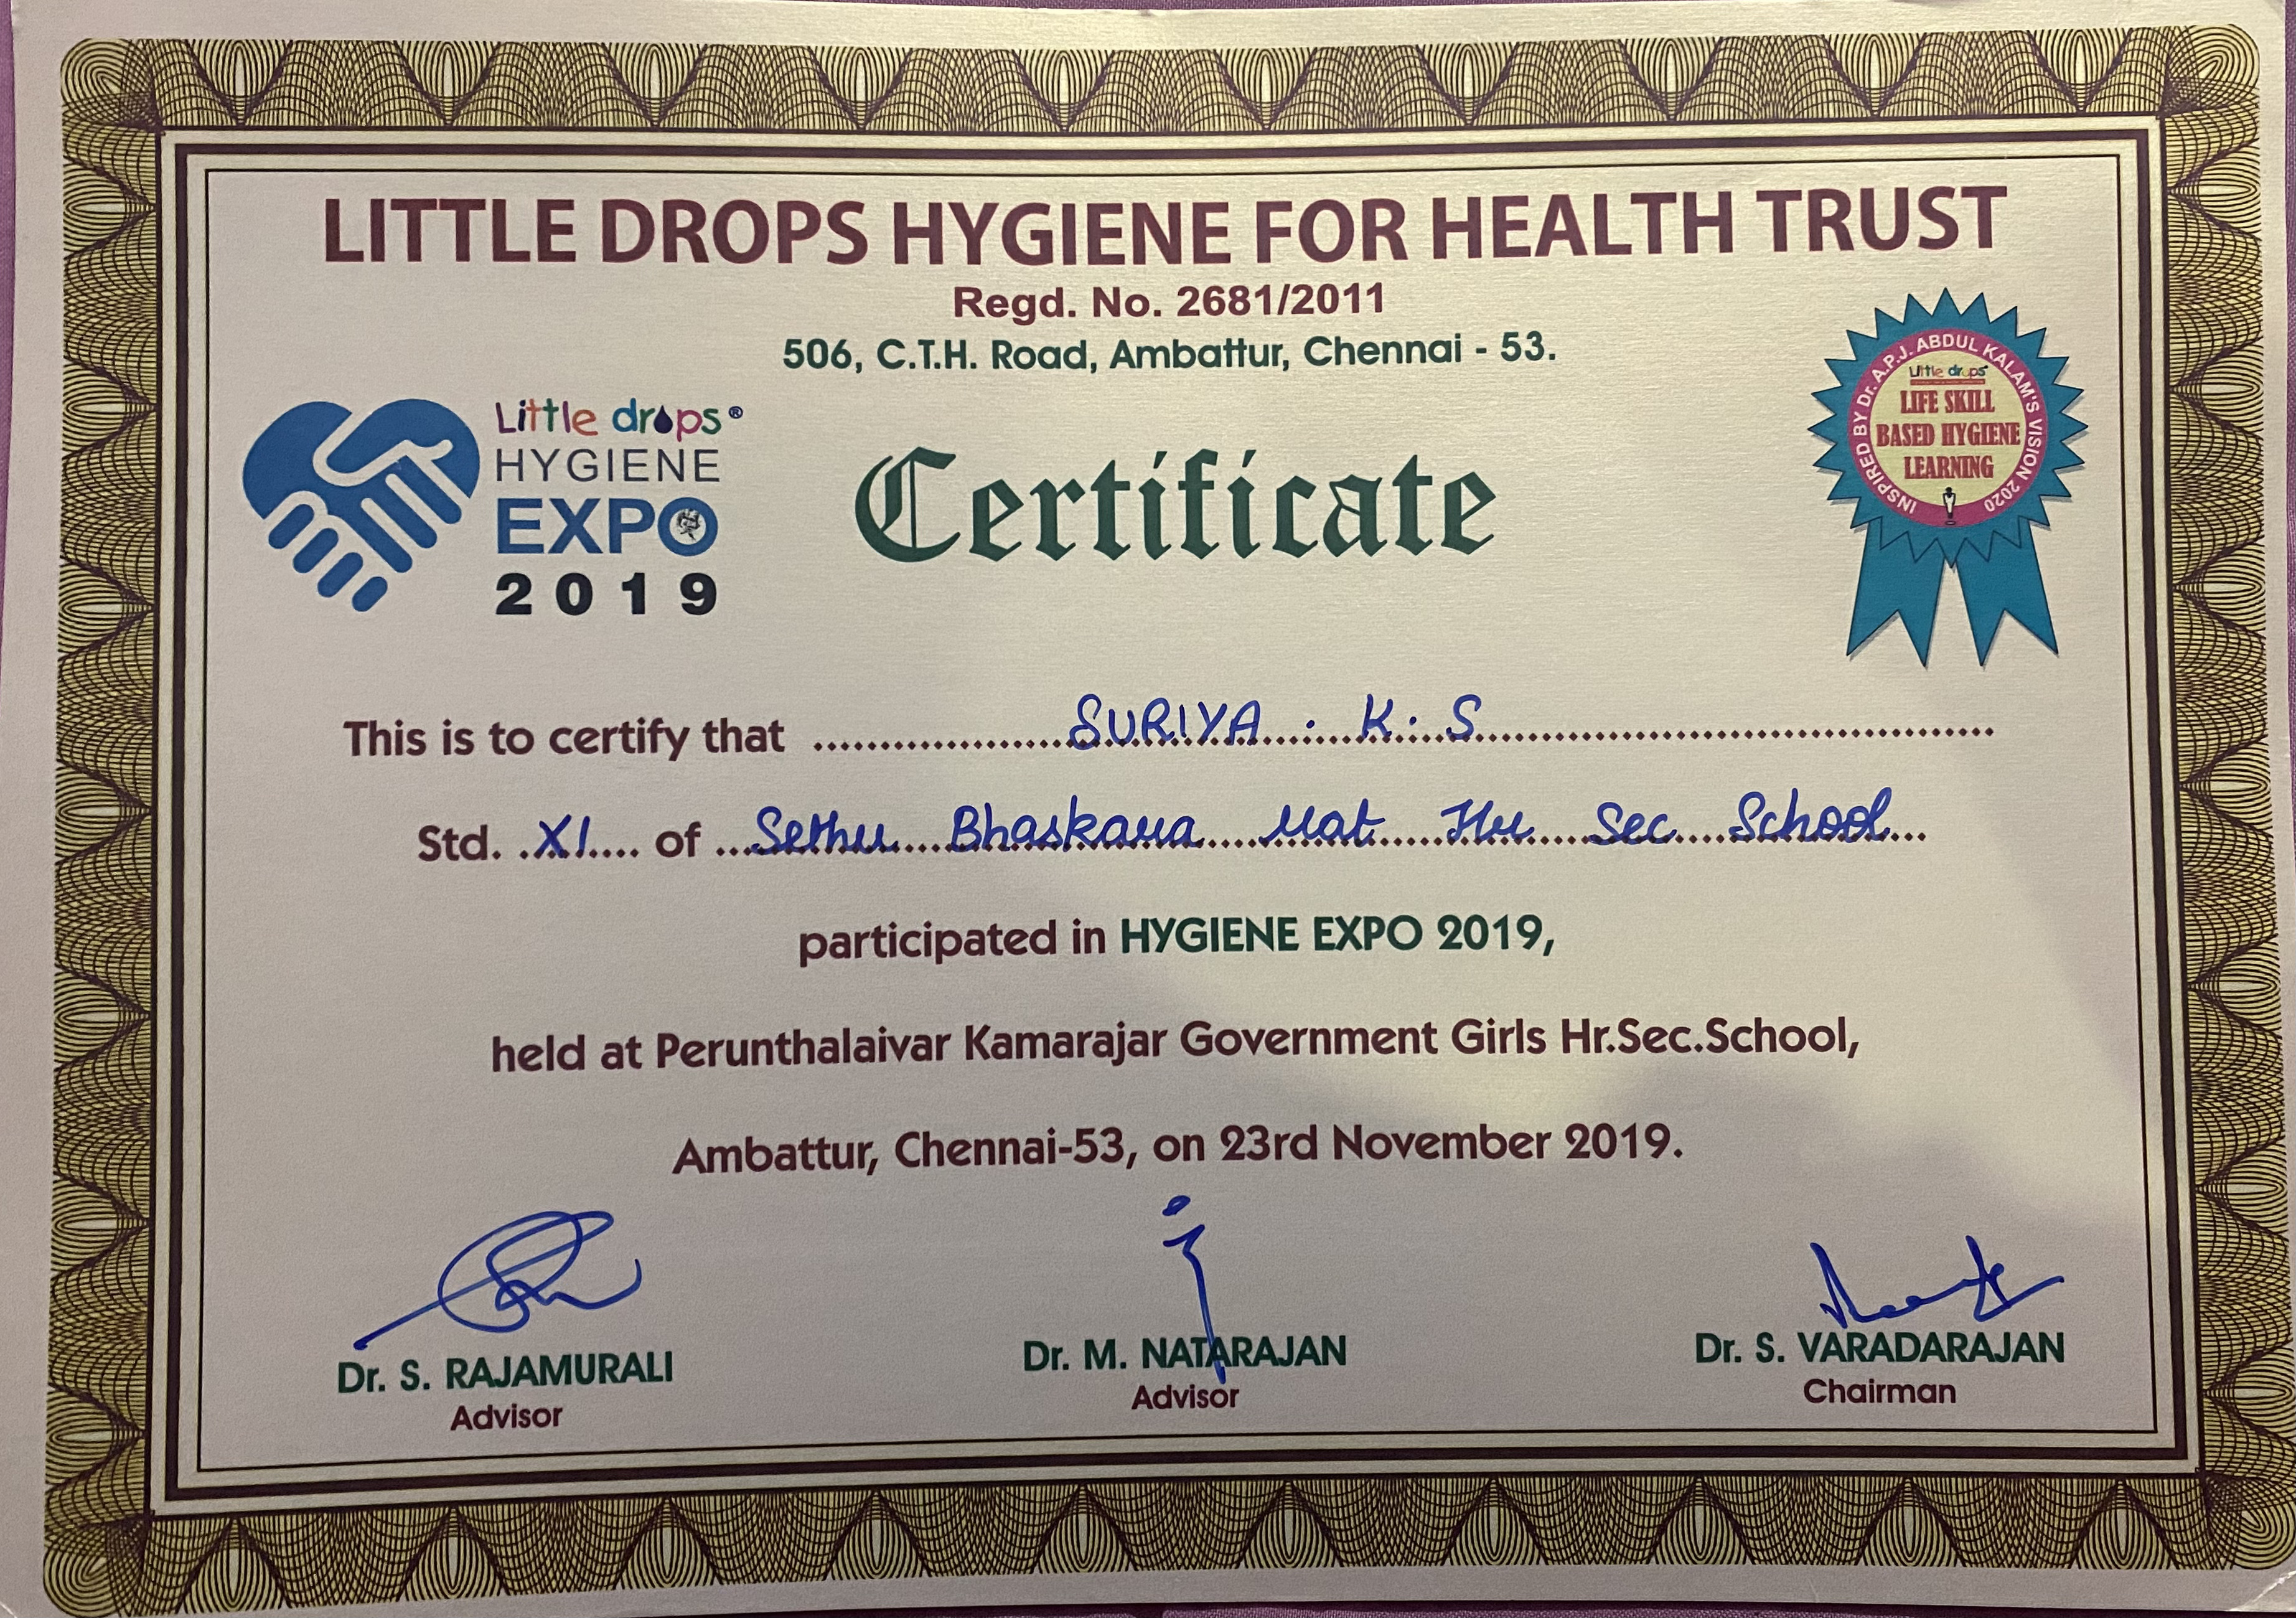 LITTLE DROPS HYGIENE FOR HEALTH TRUST
Regd. No. 2681/2011
506, C.T.H. Road, Ambattur, Chennai - 53.
Little drops®
HYGIENE
EXPO
2019
Certificate
INSPIRED BY Dr. A.P.J. ABDUL KALAM'S VISION 2020
Little drops
LIFE SKILL
BASED HYGIENE
LEARNING
This is to certify that SURIYA . K . S
Std. XI of Sethu Bhaskara Mat Hr Sec School
participated in HYGIENE EXPO 2019,
held at Perunthalaivar Kamarajar Government Girls Hr.Sec.School,
Ambattur, Chennai-53, on 23rd November 2019.
Dr. S. RAJAMURALI
Advisor
Dr. M. NATARAJAN
Advisor
Dr. S. VARADARAJAN
Chairman